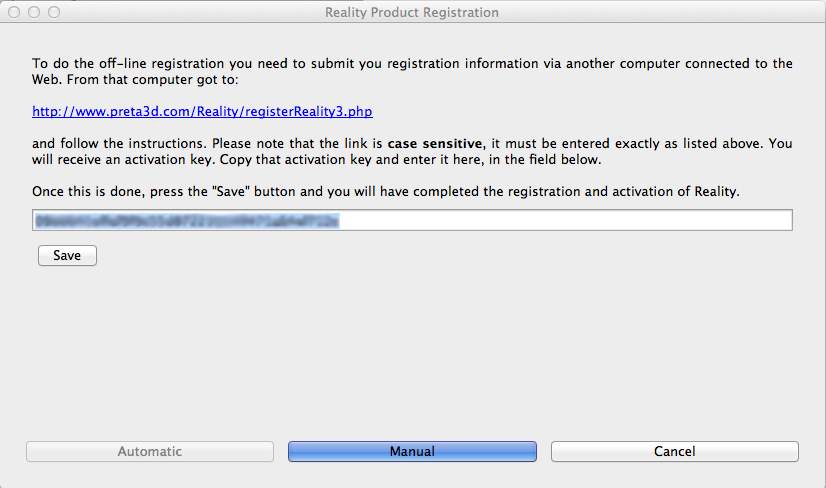 Reality Product Registration
To do the off-line registration you need to submit you registration information via another computer connected to the
Web. From that computer got to:
http://www.preta3d.com/Reality/registerReality3.php
and follow the instructions. Please note that the link is case sensitive, it must be entered exactly as listed above. You
will receive an activation key. Copy that activation key and enter it here, in the field below.
Once this is done, press the "Save" button and you will have completed the registration and activation of Reality.
Save
Automatic
Manual
Cancel